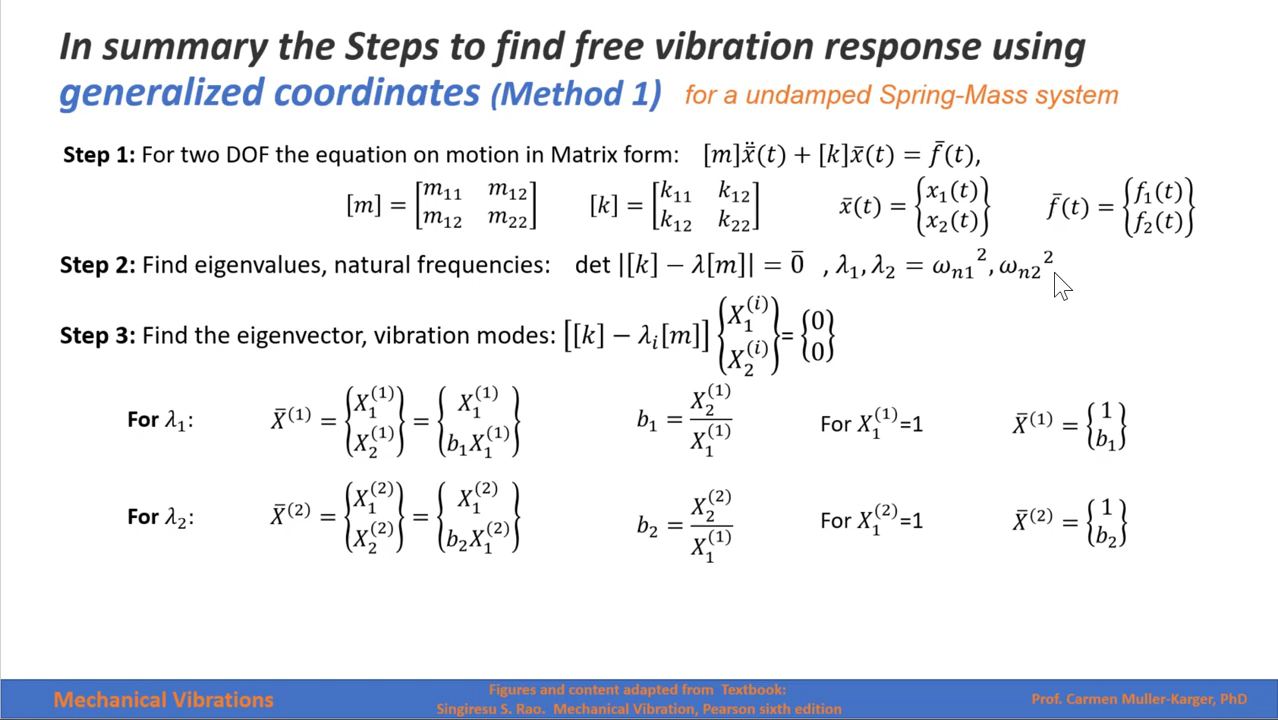 In summary the Steps to find free vibration response using
generalized coordinates (Method 1) for a undamped Spring-Mass system
Step 1: For two DOF the equation on motion in Matrix form: [m]ẍ̄(t) + [k]x̄(t) = f̄(t),
[m] = [m₁₁ m₁₂; m₁₂ m₂₂] [k] = [k₁₁ k₁₂; k₁₂ k₂₂] x̄(t) = {x₁(t); x₂(t)} f̄(t) = {f₁(t); f₂(t)}
Step 2: Find eigenvalues, natural frequencies: det |[k] − λ[m]| = 0̄ , λ₁, λ₂ = ωₙ₁², ωₙ₂²
Step 3: Find the eigenvector, vibration modes: [[k] − λᵢ[m]] {X₁⁽ⁱ⁾; X₂⁽ⁱ⁾} = {0; 0}
For λ₁: X̄⁽¹⁾ = {X₁⁽¹⁾; X₂⁽¹⁾} = {X₁⁽¹⁾; b₁X₁⁽¹⁾} b₁ = X₂⁽¹⁾/X₁⁽¹⁾ For X₁⁽¹⁾=1 X̄⁽¹⁾ = {1; b₁}
For λ₂: X̄⁽²⁾ = {X₁⁽²⁾; X₂⁽²⁾} = {X₁⁽²⁾; b₂X₁⁽²⁾} b₂ = X₂⁽²⁾/X₁⁽¹⁾ For X₁⁽²⁾=1 X̄⁽²⁾ = {1; b₂}
Mechanical Vibrations
Figures and content adapted from Textbook:
Singiresu S. Rao. Mechanical Vibration, Pearson sixth edition
Prof. Carmen Muller-Karger, PhD